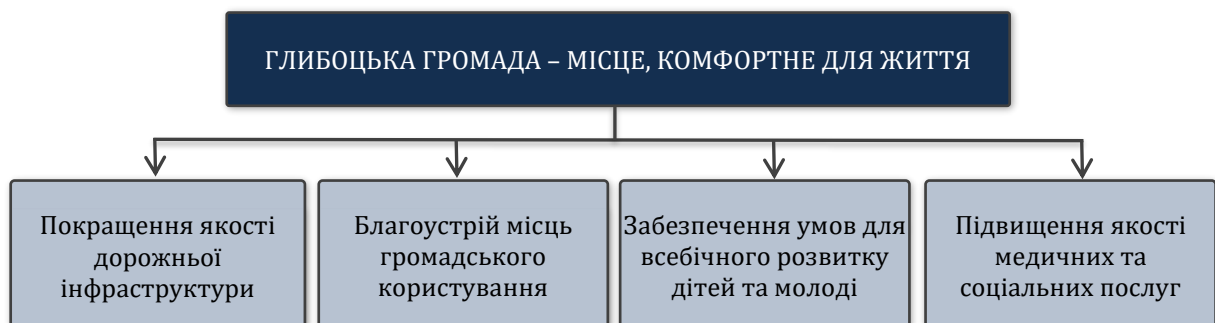 ГЛИБОЦЬКА ГРОМАДА – МІСЦЕ, КОМФОРТНЕ ДЛЯ ЖИТТЯ
Покращення якості
дорожньої
інфраструктури
Благоустрій місць
громадського
користування
Забезпечення умов для
всебічного розвитку
дітей та молоді
Підвищення якості
медичних та
соціальних послуг